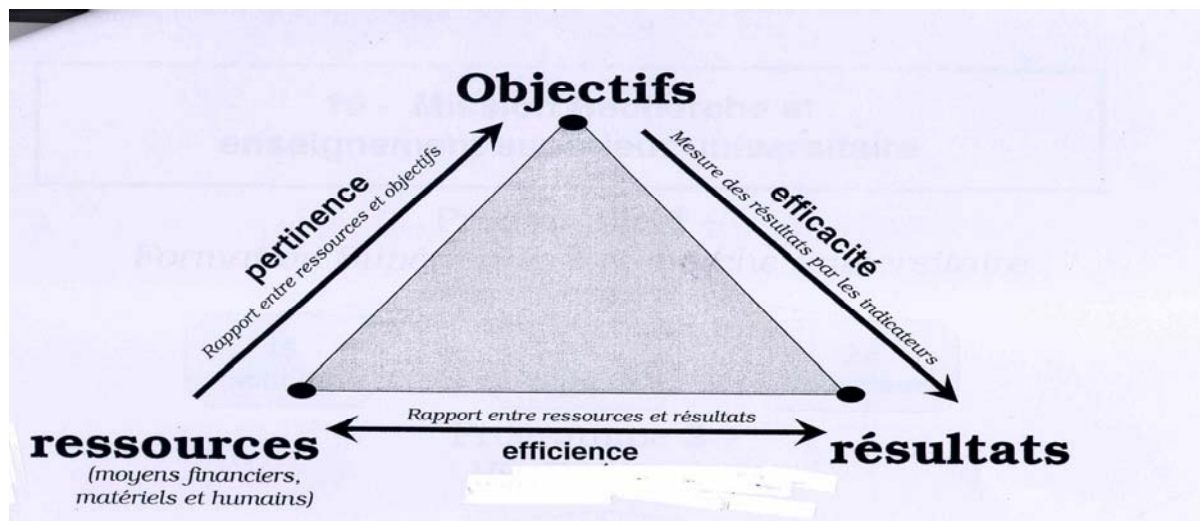 Objectifs
pertinence
Rapport entre ressources et objectifs
efficacité
Mesure des résultats par les indicateurs
Rapport entre ressources et résultats
efficience
ressources
(moyens financiers,
matériels et humains)
résultats